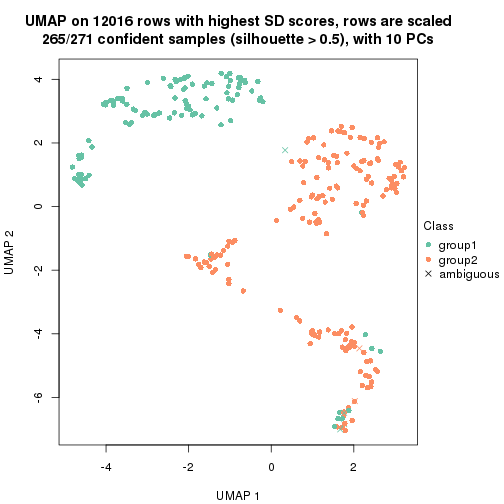 UMAP on 12016 rows with highest SD scores, rows are scaled
265/271 confident samples (silhouette > 0.5), with 10 PCs
4
2
0
-2
-4
-6
UMAP 2
-4
-2
0
2
UMAP 1
Class
group1
group2
ambiguous